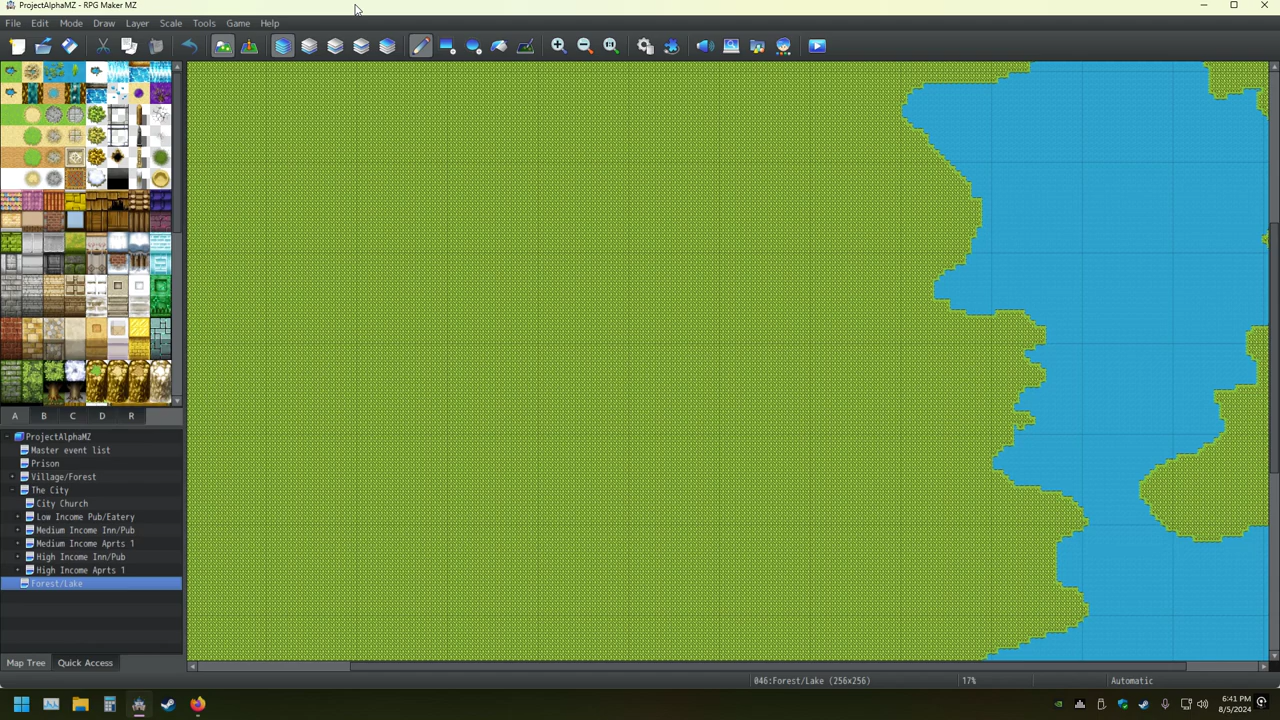 ProjectAlphaMZ - RPG Maker MZ
File Edit Mode Draw Layer Scale Tools Game Help
A B C D R
ProjectAlphaMZ
Master event list
Prison
Village/Forest
The City
City Church
Low Income Pub/Eatery
Medium Income Inn/Pub
Medium Income Aprts 1
High Income Inn/Pub
High Income Aprts 1
Forest/Lake
Map Tree Quick Access
046:Forest/Lake (256x256) 17% Automatic
6:41 PM
8/5/2024